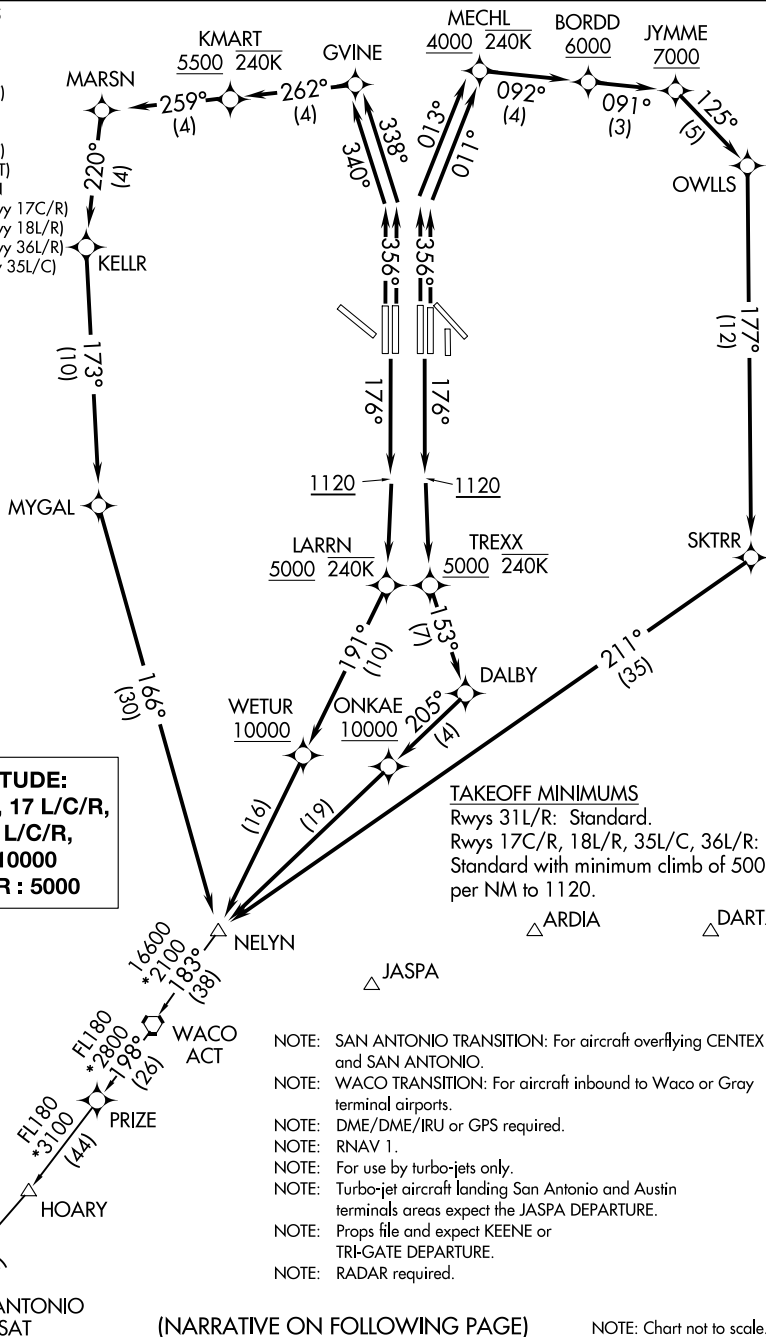 MECHL
4000 240K
BORDD
6000
JYMME
7000
KMART
5500 240K
GVINE
MARSN
259°
(4)
262°
(4)
092°
(4)
091°
(3)
125°
(5)
OWLLS
220°
(4)
340°
338°
013°
011°
KELLR
T)
y 17C/R)
y 18L/R)
y 36L/R)
35L/C)
356°
356°
177°
(12)
173°
(10)
176°
176°
1120
1120
MYGAL
LARRN
5000 240K
TREXX
5000 240K
SKTRR
153°
(7)
191°
(10)
211°
(35)
166°
(30)
DALBY
WETUR
10000
ONKAE
10000
205°
(4)
(16)
(19)
TUDE:
, 17 L/C/R,
L/C/R,
10000
R : 5000
TAKEOFF MINIMUMS
Rwys 31L/R: Standard.
Rwys 17C/R, 18L/R, 35L/C, 36L/R:
Standard with minimum climb of 500
per NM to 1120.
NELYN
ARDIA
DART
JASPA
16600
*2100
183°
(38)
WACO
ACT
FL180
*2800
198°
(26)
PRIZE
FL180
*3100
(44)
HOARY
NOTE: SAN ANTONIO TRANSITION: For aircraft overflying CENTEX
and SAN ANTONIO.
NOTE: WACO TRANSITION: For aircraft inbound to Waco or Gray
terminal airports.
NOTE: DME/DME/IRU or GPS required.
NOTE: RNAV 1.
NOTE: For use by turbo-jets only.
NOTE: Turbo-jet aircraft landing San Antonio and Austin
terminals areas expect the JASPA DEPARTURE.
NOTE: Props file and expect KEENE or
TRI-GATE DEPARTURE.
NOTE: RADAR required.
ANTONIO
SAT
(NARRATIVE ON FOLLOWING PAGE)
NOTE: Chart not to scale.